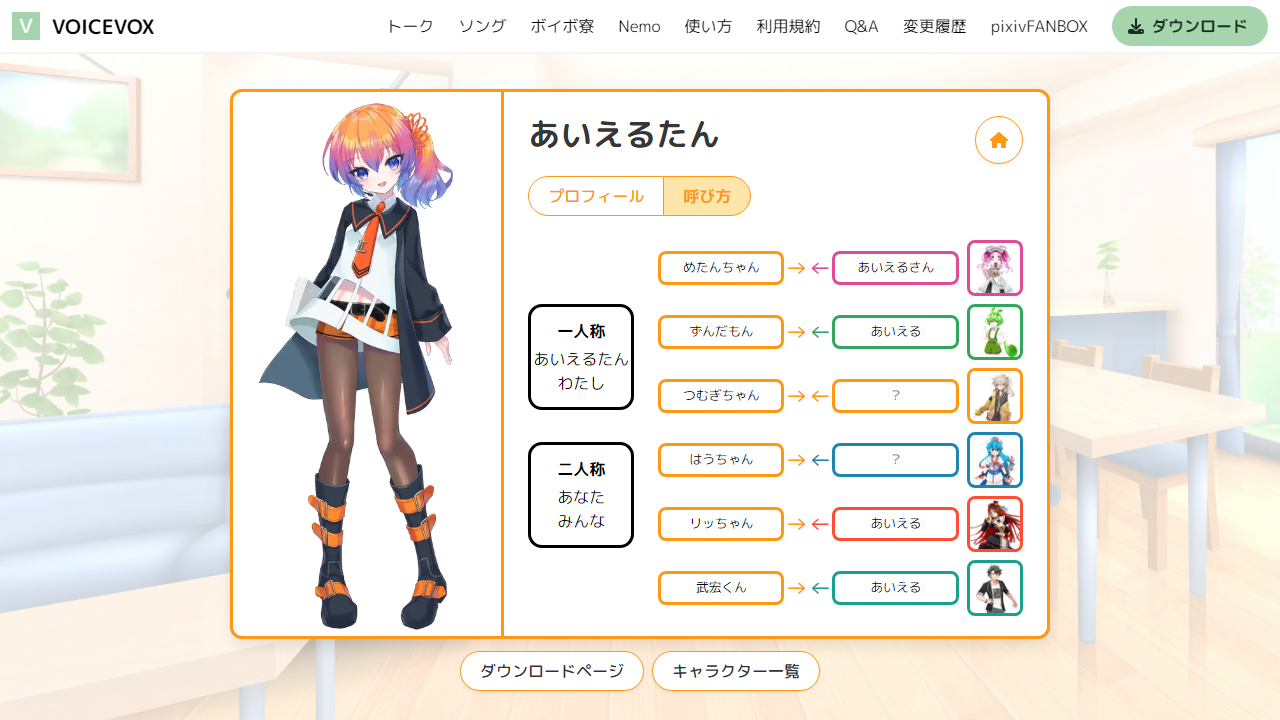 V VOICEVOX
トーク ソング ボイボ寮 Nemo 使い方 利用規約 Q&A 変更履歴 pixivFANBOX ダウンロード
あいえるたん
プロフィール 呼び方
一人称
あいえるたん
わたし
二人称
あなた
みんな
めたんちゃん → ← あいえるさん
ずんだもん → ← あいえる
つむぎちゃん → ← ？
はうちゃん → ← ？
リッちゃん → ← あいえる
武宏くん → ← あいえる
ダウンロードページ キャラクター一覧